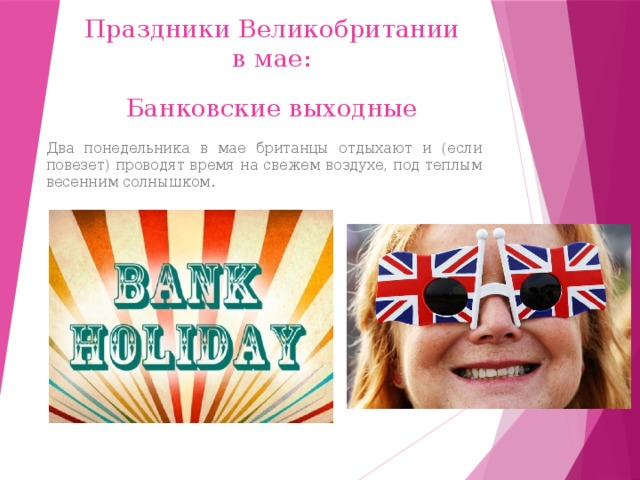 Праздники Великобритании
в мае:
Банковские выходные
Два понедельника в мае британцы отдыхают и (если
повезет) проводят время на свежем воздухе, под теплым
весенним солнышком.
BANK
HOLIDAY